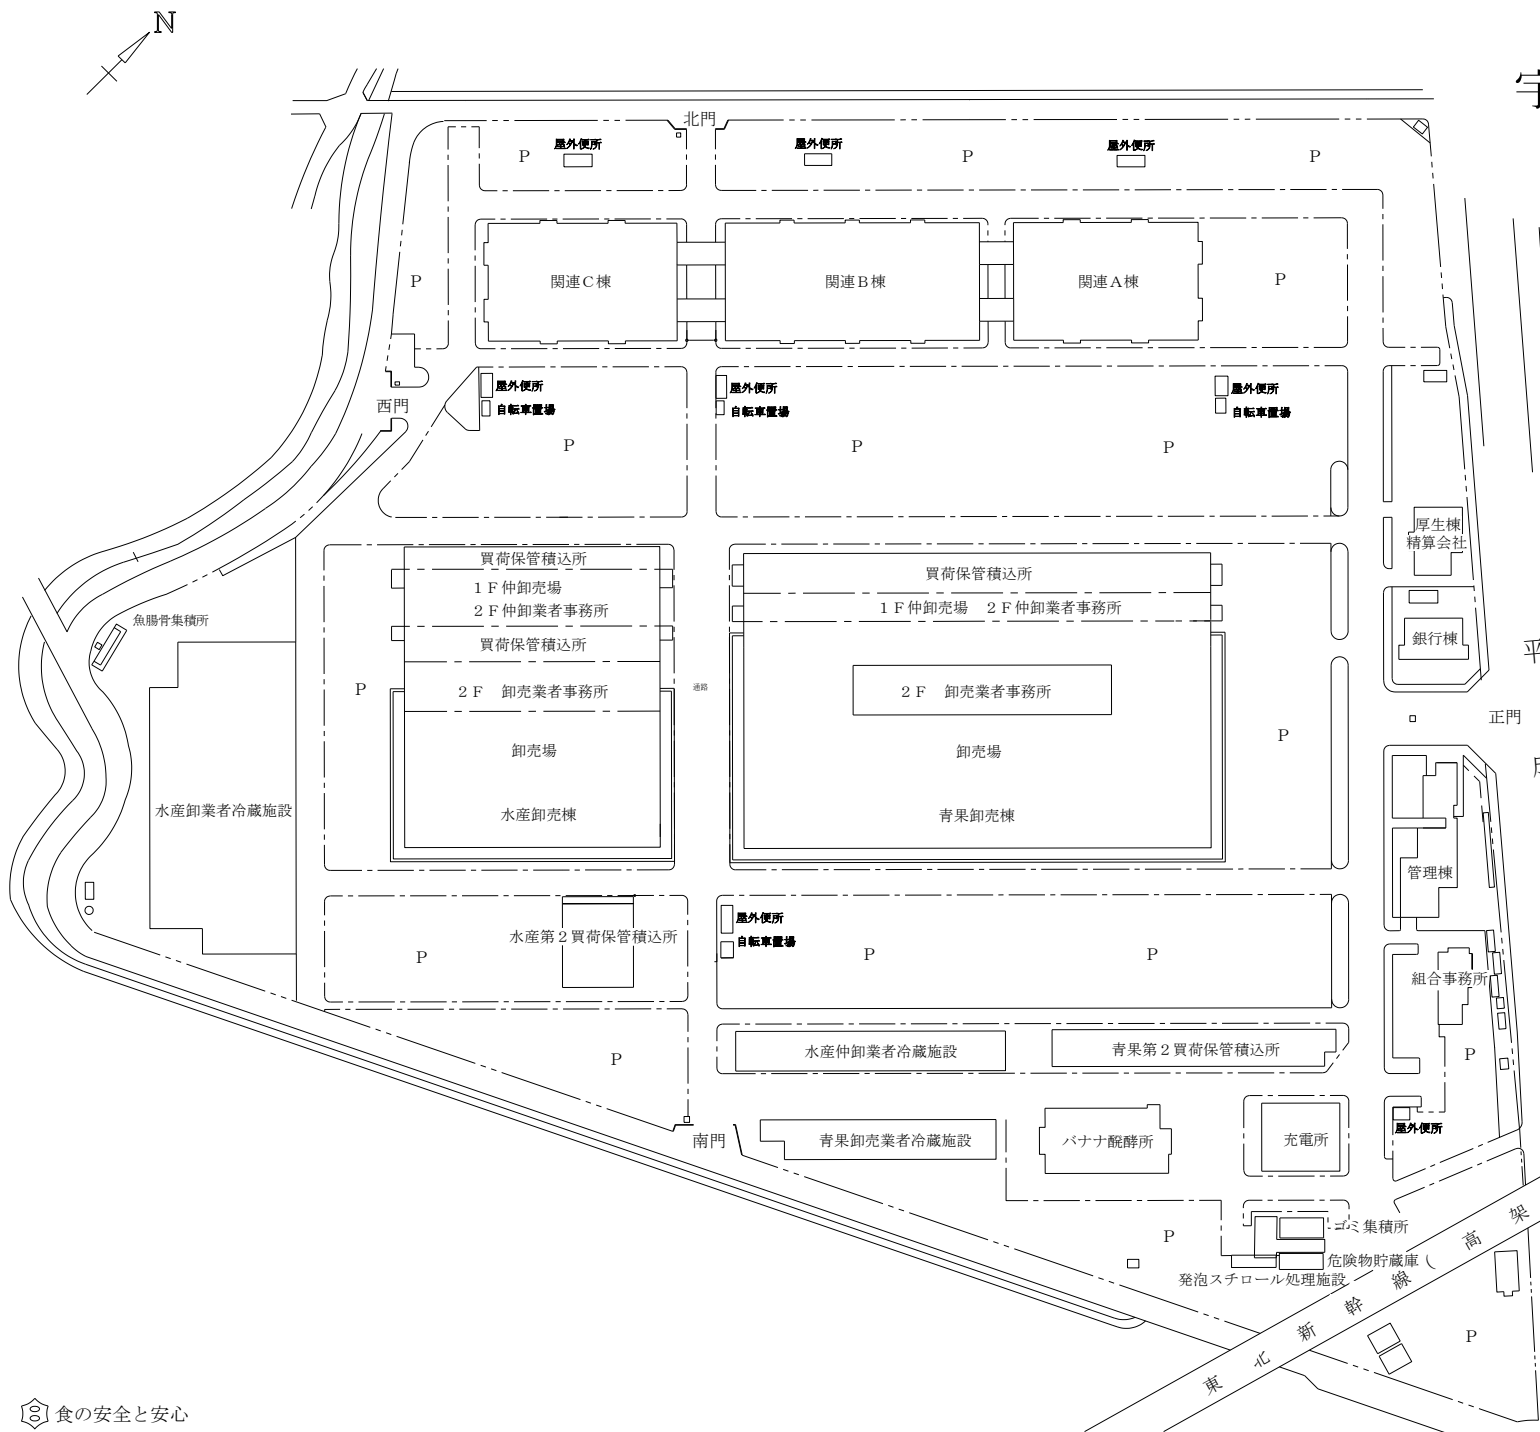 N
北門
屋外便所
屋外便所
屋外便所
P
P
P
関連C棟
関連B棟
関連A棟
P
P
屋外便所
自転車置場
屋外便所
自転車置場
屋外便所
自転車置場
西門
P
P
P
厚生棟
精算会社
買荷保管積込所
1F仲卸売場
2F仲卸業者事務所
買荷保管積込所
2F 卸売業者事務所
卸売場
水産卸売棟
買荷保管積込所
1F仲卸売場 2F仲卸業者事務所
2F 卸売業者事務所
卸売場
青果卸売棟
通路
P
P
魚腸骨集積所
水産卸業者冷蔵施設
銀行棟
正門
管理棟
屋外便所
自転車置場
水産第2買荷保管積込所
P
P
P
組合事務所
P
水産仲卸業者冷蔵施設
青果第2買荷保管積込所
P
南門
青果卸売業者冷蔵施設
バナナ醗酵所
充電所
屋外便所
P
ゴミ集積所
危険物貯蔵庫(
発泡スチロール処理施設
東北新幹線高架
P
食の安全と安心